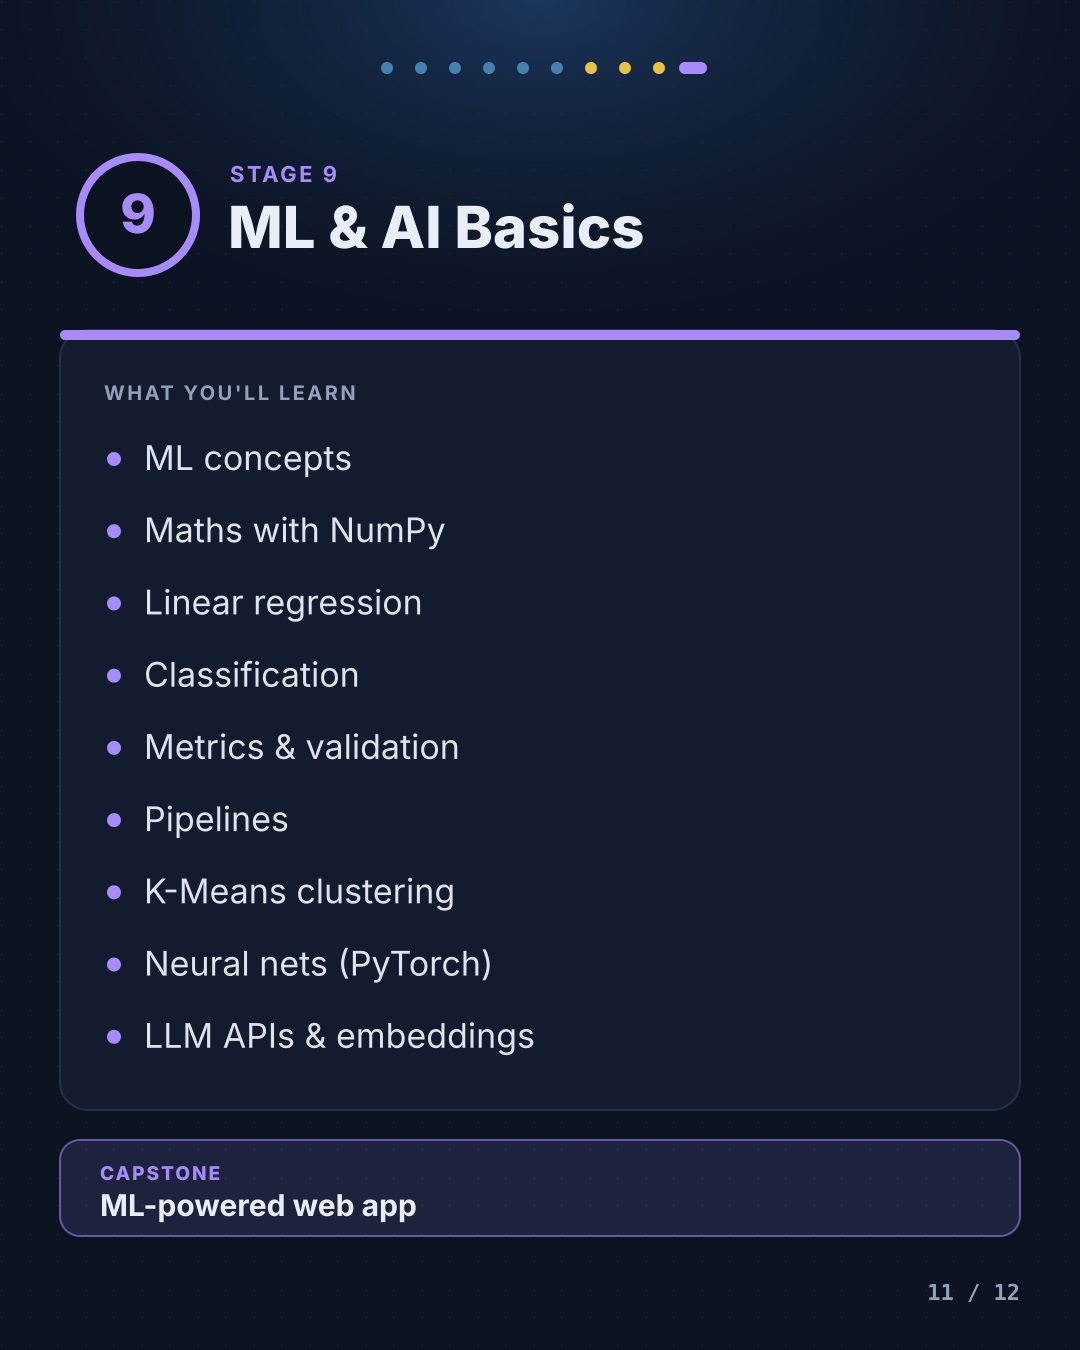 9
STAGE 9
ML & AI Basics
WHAT YOU'LL LEARN
ML concepts
Maths with NumPy
Linear regression
Classification
Metrics & validation
Pipelines
K-Means clustering
Neural nets (PyTorch)
LLM APIs & embeddings
CAPSTONE
ML-powered web app
11 / 12